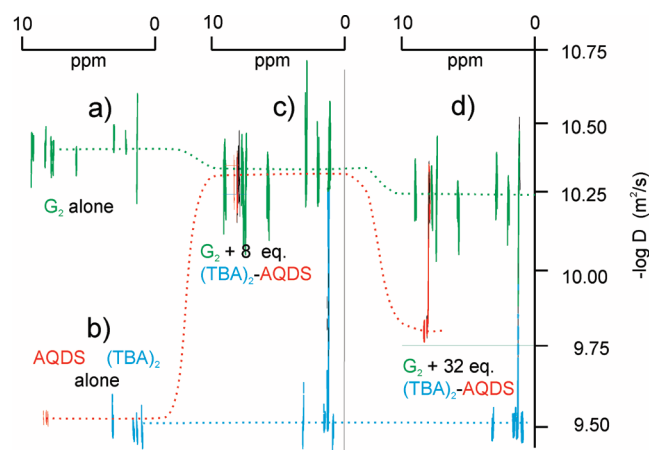 10 0 10 0 10 0
ppm ppm ppm
10.75
a) c) d)
10.50
G₂ alone
10.25
G₂ + 8 eq.
(TBA)₂-AQDS
10.00
-log D (m²/s)
b)
AQDS (TBA)₂
alone
9.75
G₂ + 32 eq.
(TBA)₂-AQDS
9.50